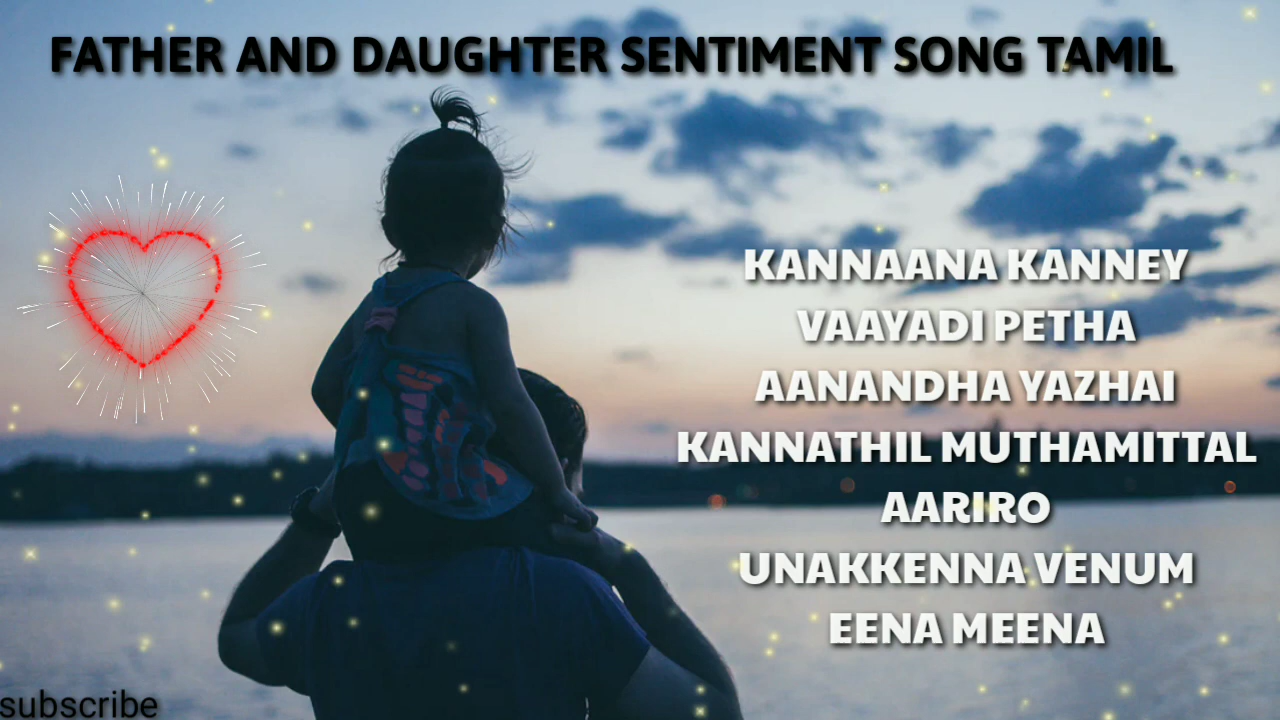 FATHER AND DAUGHTER SENTIMENT SONG TAMIL
KANNAANA KANNEY
VAAYADI PETHA
AANANDHA YAZHAI
KANNATHIL MUTHAMITTAL
AARIRO
UNAKKENNA VENUM
EENA MEENA
subscribe